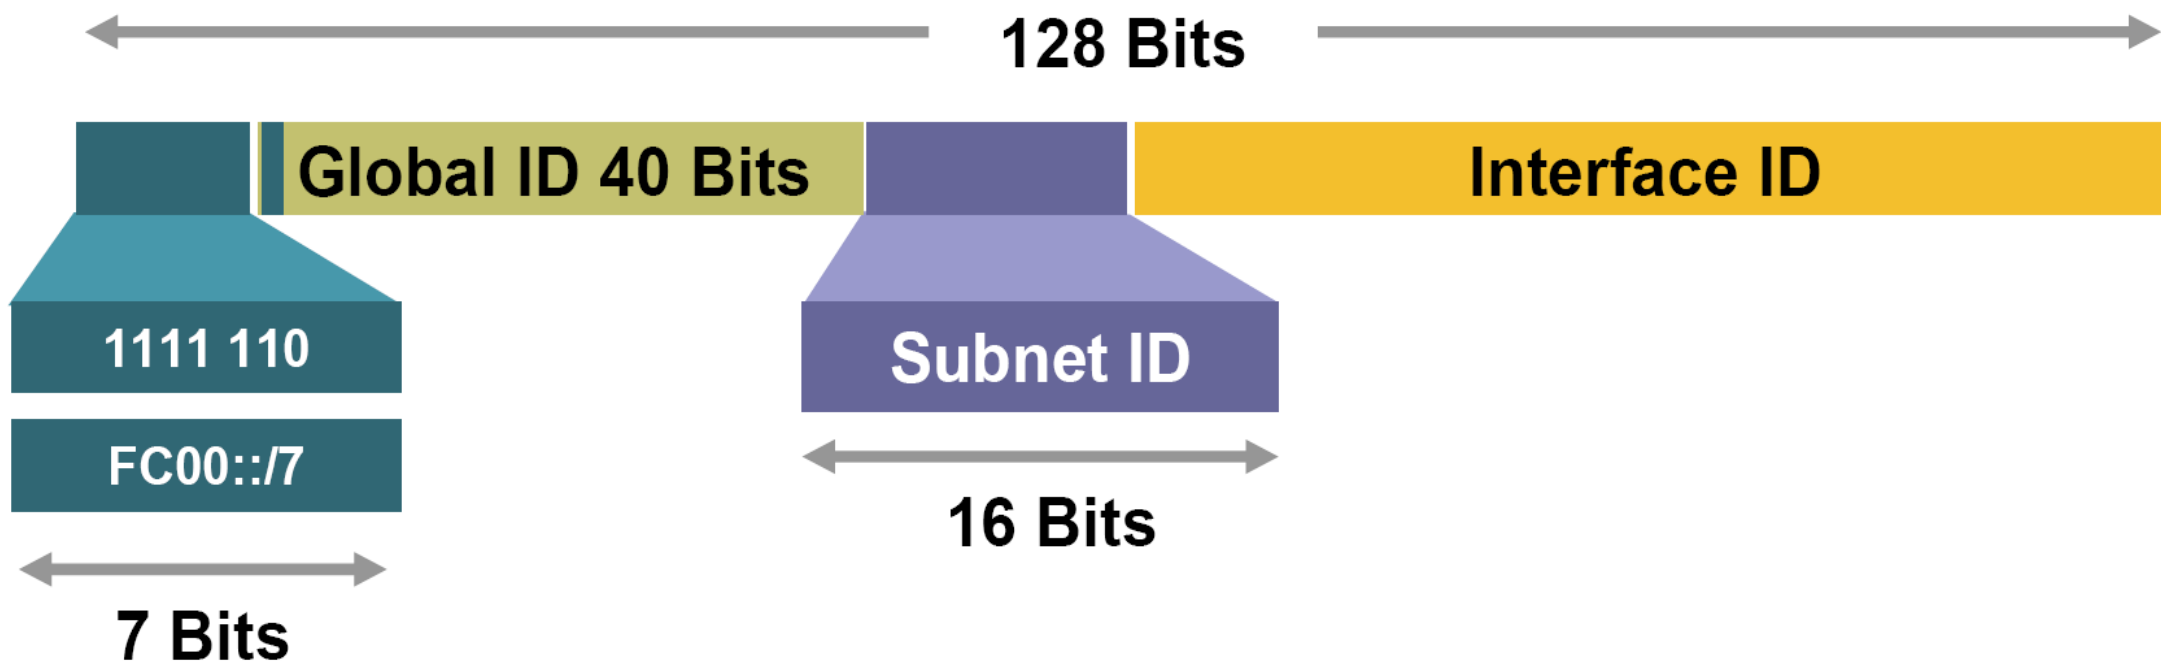 128 Bits
Global ID 40 Bits
Interface ID
1111 110
Subnet ID
FC00::/7
16 Bits
7 Bits